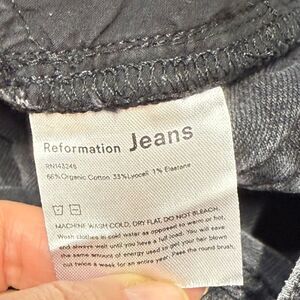 Reformation Jeans
RN143246
66% Organic Cotton 33% Lyocell 1% Elastane
MACHINE WASH COLD, DRY FLAT, DO NOT BLEACH.
Wash clothes in cold water as opposed to warm or hot,
and always wait until you have a full load. You will save
the same amount of energy used to get your hair blown
out twice a week for an entire year. Pass the round brush.